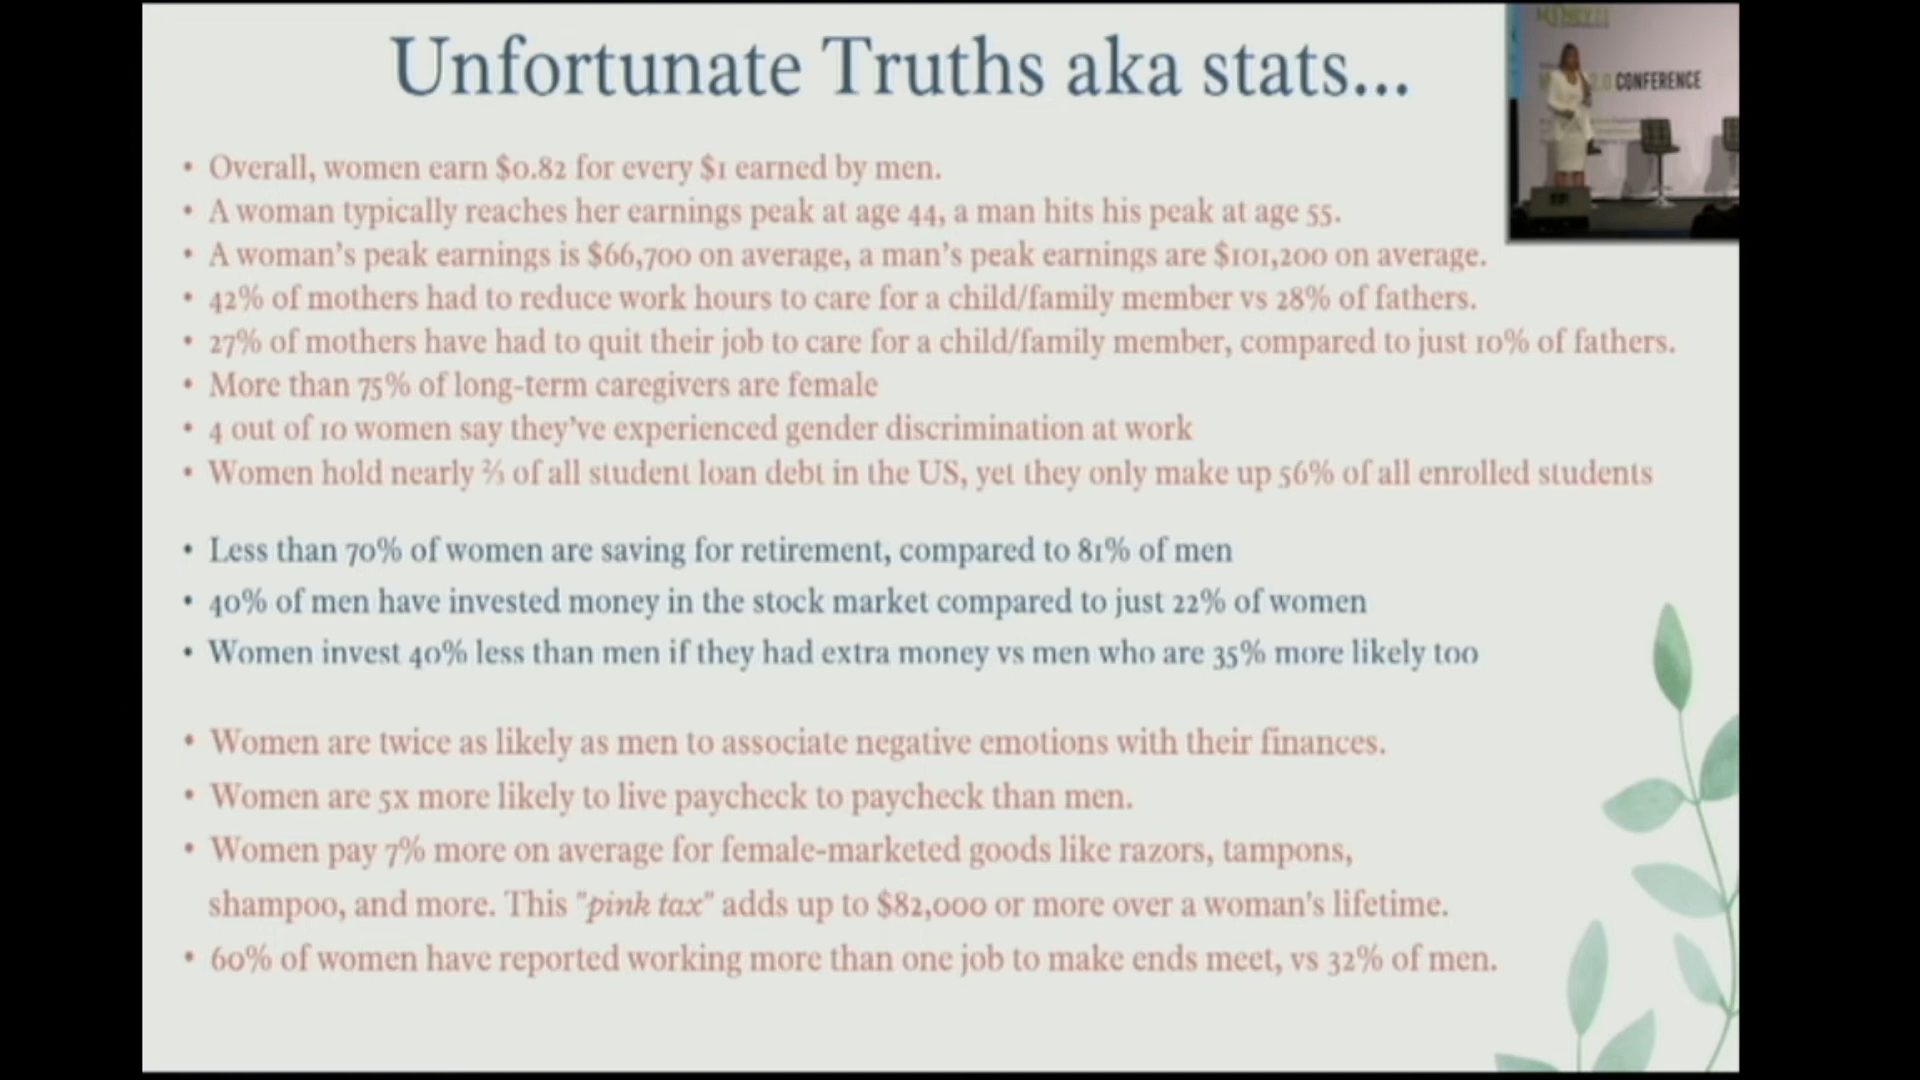 Unfortunate Truths aka stats...
CONFERENCE
• Overall, women earn $0.82 for every $1 earned by men.
• A woman typically reaches her earnings peak at age 44, a man hits his peak at age 55.
• A woman’s peak earnings is $66,700 on average, a man’s peak earnings are $101,200 on average.
• 42% of mothers had to reduce work hours to care for a child/family member vs 28% of fathers.
• 27% of mothers have had to quit their job to care for a child/family member, compared to just 10% of fathers.
• More than 75% of long-term caregivers are female
• 4 out of 10 women say they’ve experienced gender discrimination at work
• Women hold nearly ⅔ of all student loan debt in the US, yet they only make up 56% of all enrolled students
• Less than 70% of women are saving for retirement, compared to 81% of men
• 40% of men have invested money in the stock market compared to just 22% of women
• Women invest 40% less than men if they had extra money vs men who are 35% more likely too
• Women are twice as likely as men to associate negative emotions with their finances.
• Women are 5x more likely to live paycheck to paycheck than men.
• Women pay 7% more on average for female-marketed goods like razors, tampons,
shampoo, and more. This "pink tax" adds up to $82,000 or more over a woman's lifetime.
• 60% of women have reported working more than one job to make ends meet, vs 32% of men.